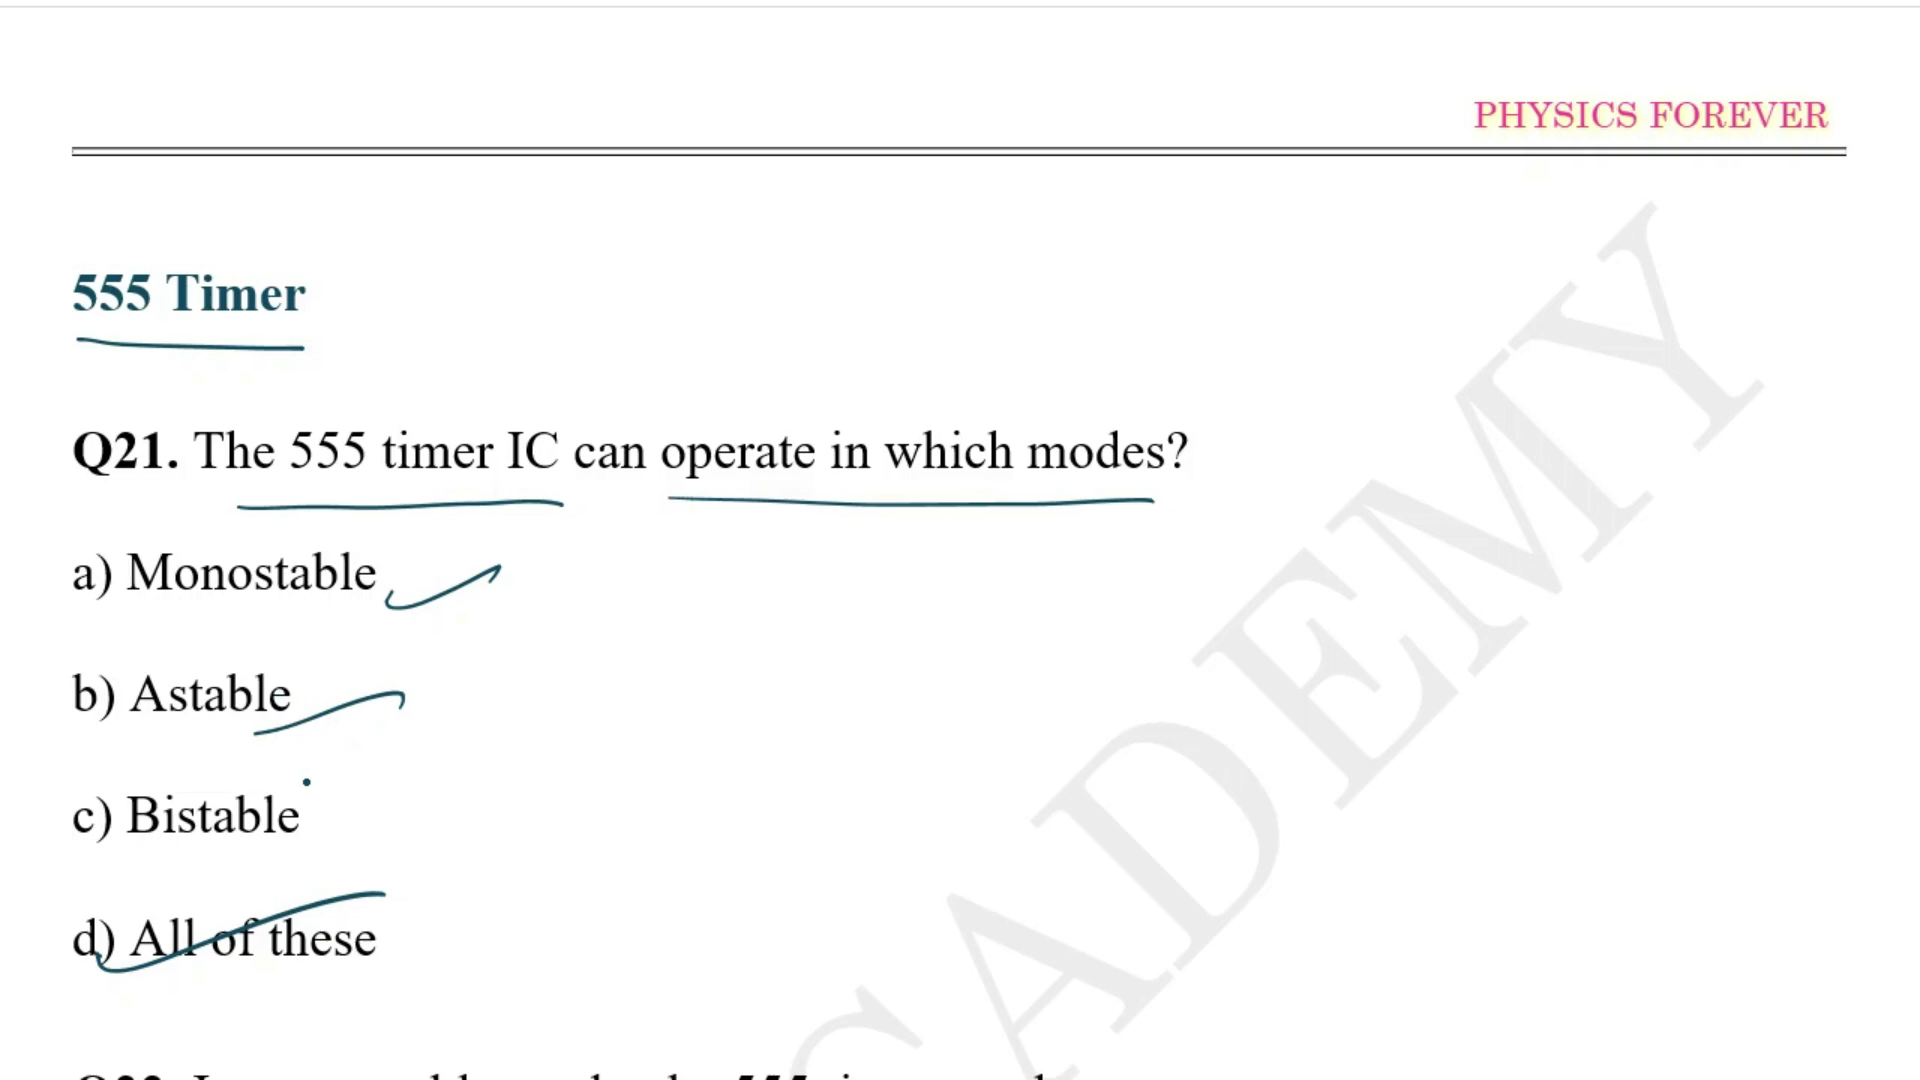 PHYSICS FOREVER
555 Timer
Q21. The 555 timer IC can operate in which modes?
a) Monostable
b) Astable
c) Bistable
d) All of these
CADEMY